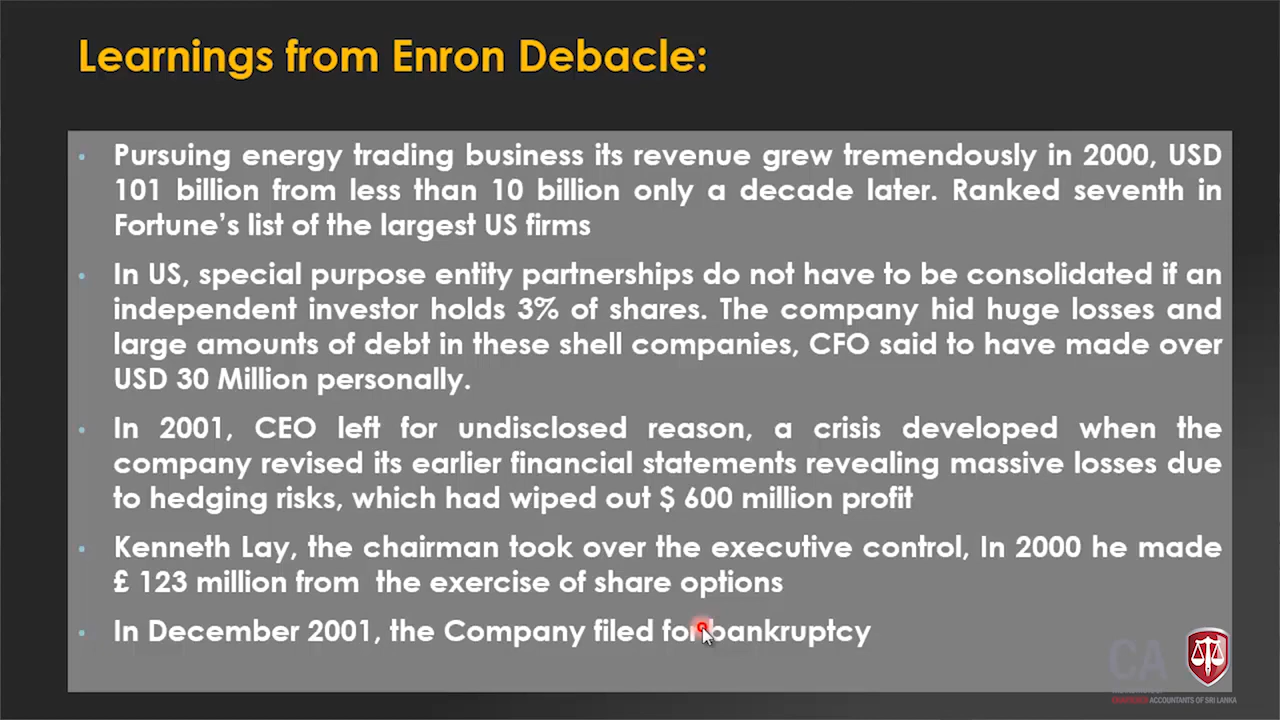 Learnings from Enron Debacle:
• Pursuing energy trading business its revenue grew tremendously in 2000, USD
101 billion from less than 10 billion only a decade later. Ranked seventh in
Fortune’s list of the largest US firms
• In US, special purpose entity partnerships do not have to be consolidated if an
independent investor holds 3% of shares. The company hid huge losses and
large amounts of debt in these shell companies, CFO said to have made over
USD 30 Million personally.
• In 2001, CEO left for undisclosed reason, a crisis developed when the
company revised its earlier financial statements revealing massive losses due
to hedging risks, which had wiped out $ 600 million profit
• Kenneth Lay, the chairman took over the executive control, In 2000 he made
£ 123 million from the exercise of share options
• In December 2001, the Company filed for bankruptcy
CA
ACCOUNTANTS OF SRI LANKA